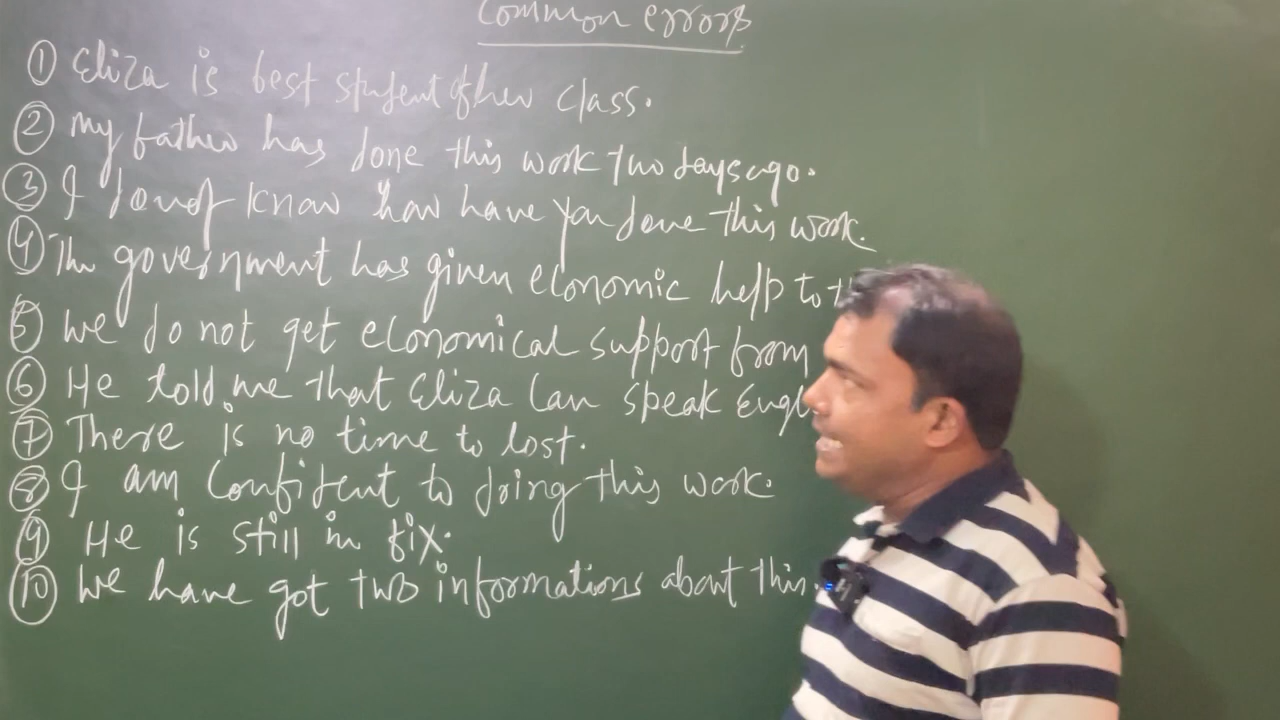 Common errors
① Eliza is best student of her class.
② My father has done this work two days ago.
③ I do not know how have you done this work.
④ The government has given economic help to
⑤ We do not get economical support from
⑥ He told me that Eliza can speak
⑦ There is no time to lost.
⑧ I am confident to doing this work.
⑨ He is still in fix.
⑩ We have got two informations about this.